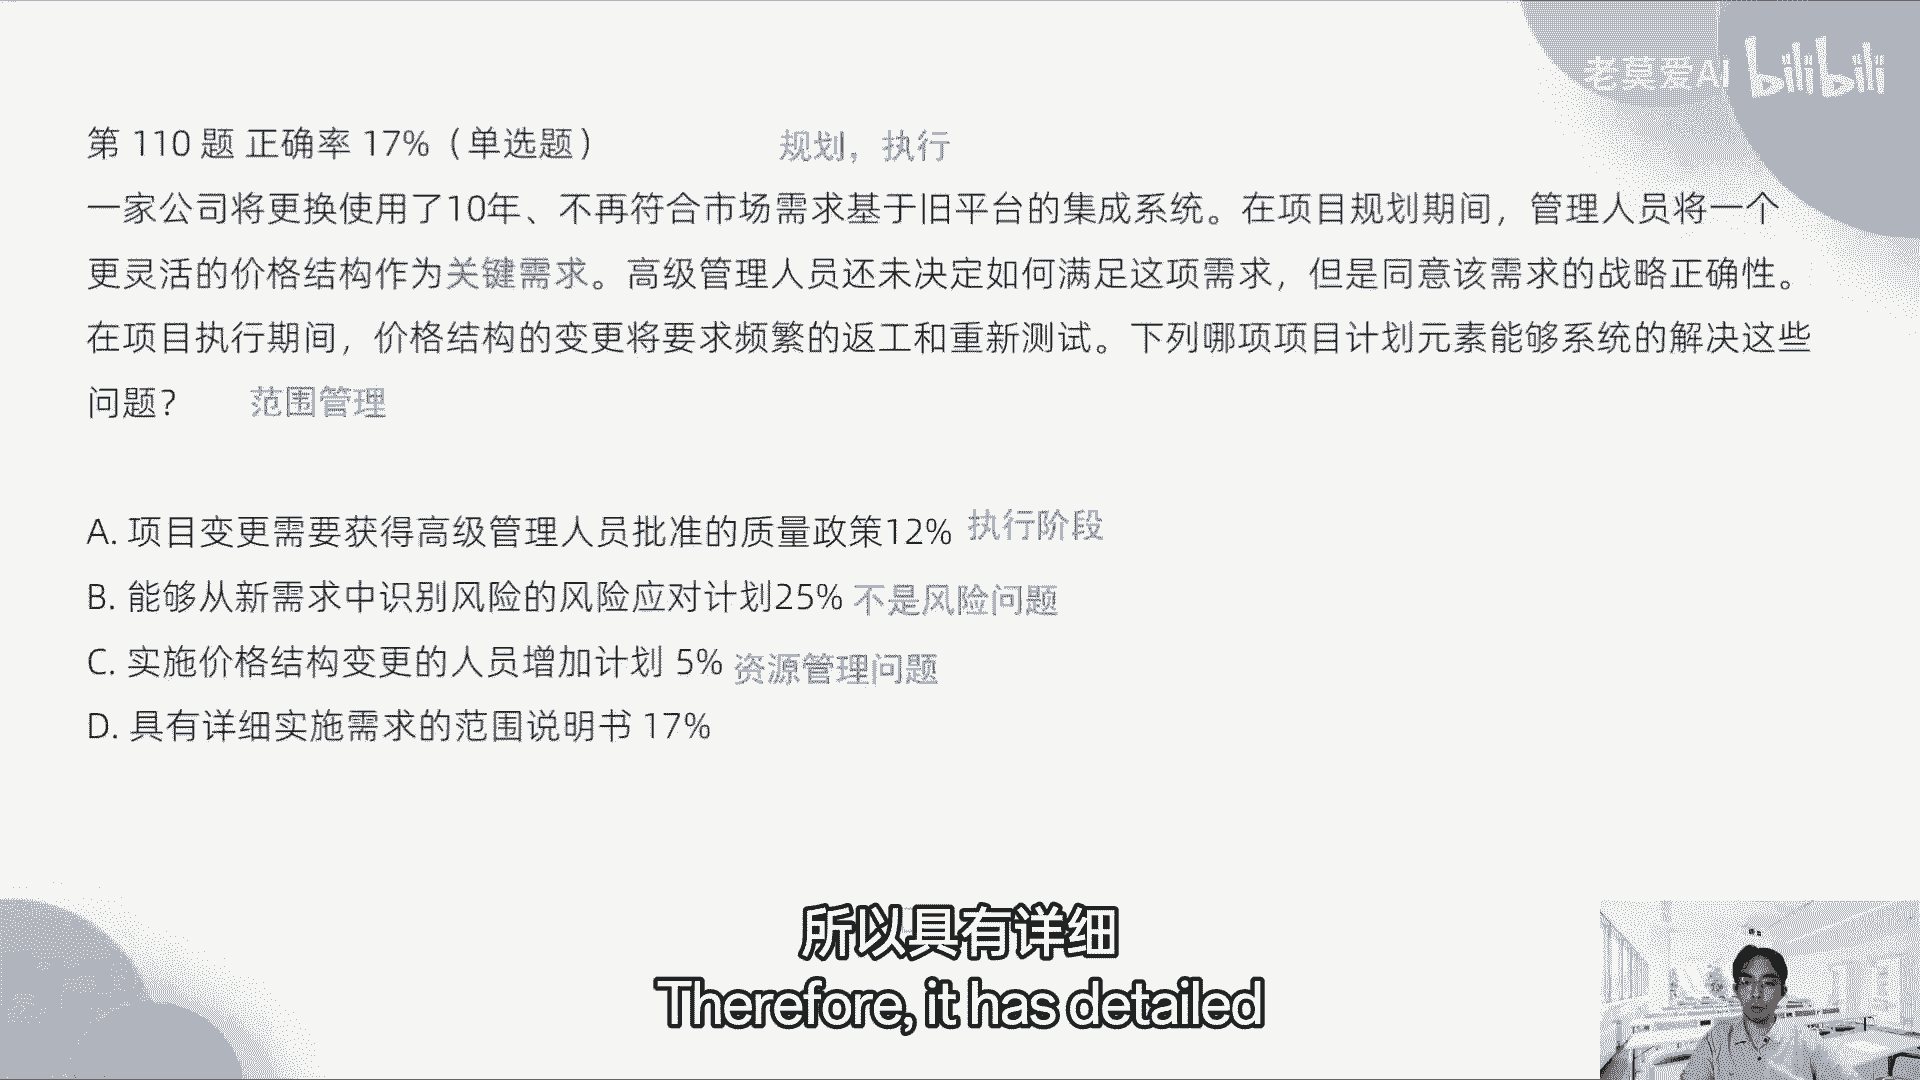 老莫爱AI bilibili
第 110 题 正确率 17%（单选题） 规划，执行
一家公司将更换使用了10年、不再符合市场需求基于旧平台的集成系统。在项目规划期间，管理人员将一个
更灵活的价格结构作为关键需求。高级管理人员还未决定如何满足这项需求，但是同意该需求的战略正确性。
在项目执行期间，价格结构的变更将要求频繁的返工和重新测试。下列哪项项目计划元素能够系统的解决这些
问题？ 范围管理
A. 项目变更需要获得高级管理人员批准的质量政策12% 执行阶段
B. 能够从新需求中识别风险的风险应对计划25% 不是风险问题
C. 实施价格结构变更的人员增加计划 5% 资源管理问题
D. 具有详细实施需求的范围说明书 17%
所以具有详细
Therefore, it has detailed